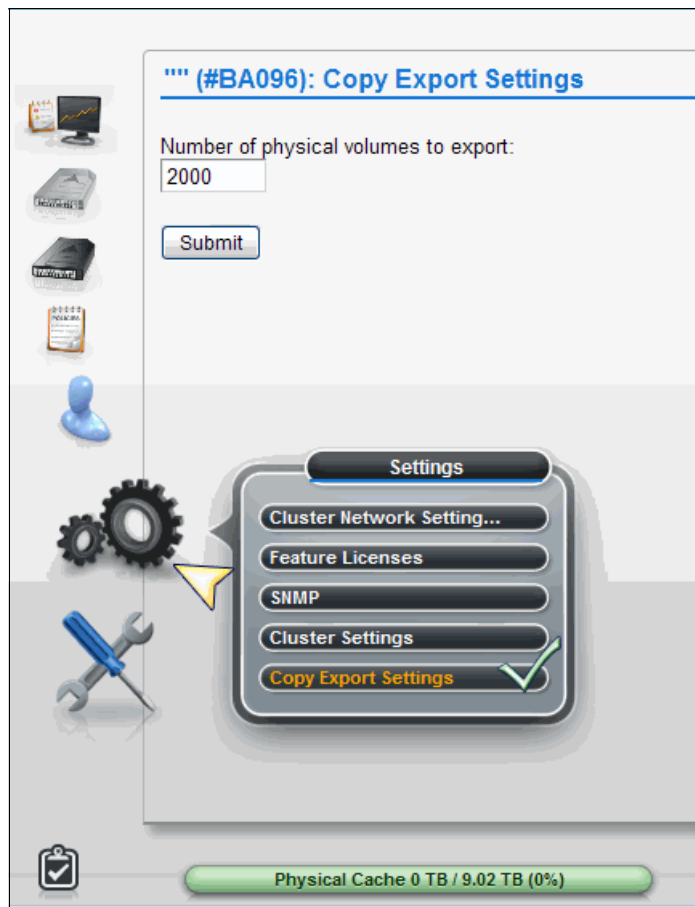 "" (#BA096): Copy Export Settings
Number of physical volumes to export:
2000
Submit
POLICIES
Settings
Cluster Network Setting...
Feature Licenses
SNMP
Cluster Settings
Copy Export Settings
Physical Cache 0 TB / 9.02 TB (0%)